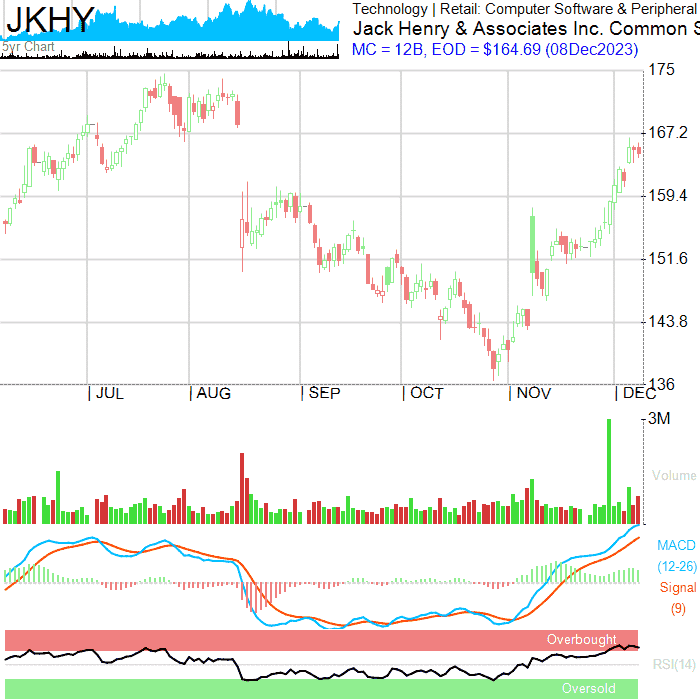 JKHY
5yr Chart
Technology | Retail: Computer Software & Peripheral
Jack Henry & Associates Inc. Common S
MC = 12B, EOD = $164.69 (08Dec2023)
175
167.2
159.4
151.6
143.8
136
JUL AUG SEP OCT NOV DEC
3M
Volume
MACD
(12-26)
Signal
(9)
Overbought
RSI(14)
Oversold